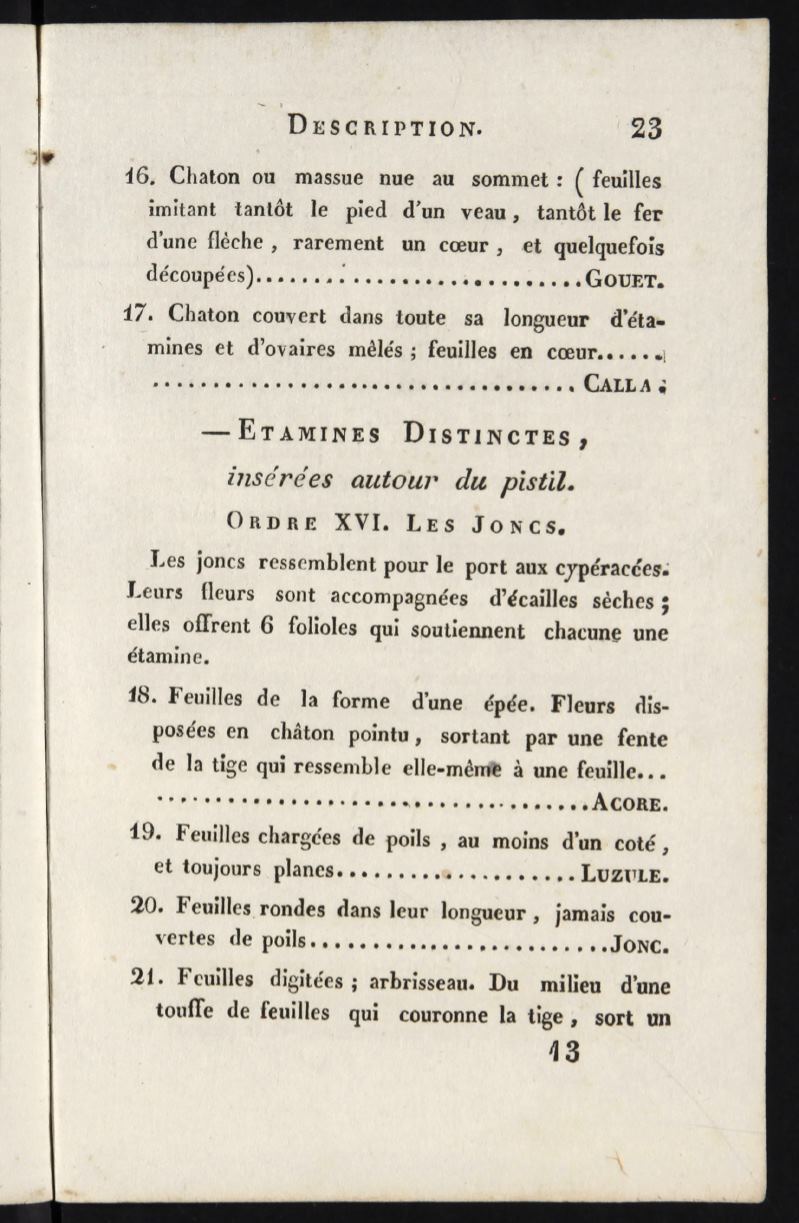 DESCRIPTION. 23
16. Chaton ou massue nue au sommet : ( feuilles
imitant tantôt le pied d'un veau, tantôt le fer
d'une flèche, rarement un cœur, et quelquefois
découpées)..............................GOUET.
17. Chaton couvert dans toute sa longueur d'éta-
mines et d'ovaires mêlés ; feuilles en cœur......
................................... CALLA.
— ETAMINES DISTINCTES,
insérées autour du pistil.
ORDRE XVI. LES JONCS.
Les joncs ressemblent pour le port aux cypéracées.
Leurs fleurs sont accompagnées d'écailles sèches ;
elles offrent 6 folioles qui soutiennent chacune une
étamine.
18. Feuilles de la forme d'une épée. Fleurs dis-
posées en châton pointu, sortant par une fente
de la tige qui ressemble elle-même à une feuille...
....................................ACORE.
19. Feuilles chargées de poils, au moins d'un coté,
et toujours planes.................... LUZULE.
20. Feuilles rondes dans leur longueur, jamais cou-
vertes de poils.........................JONC.
21. Feuilles digitées ; arbrisseau. Du milieu d'une
touffe de feuilles qui couronne la tige, sort un
13